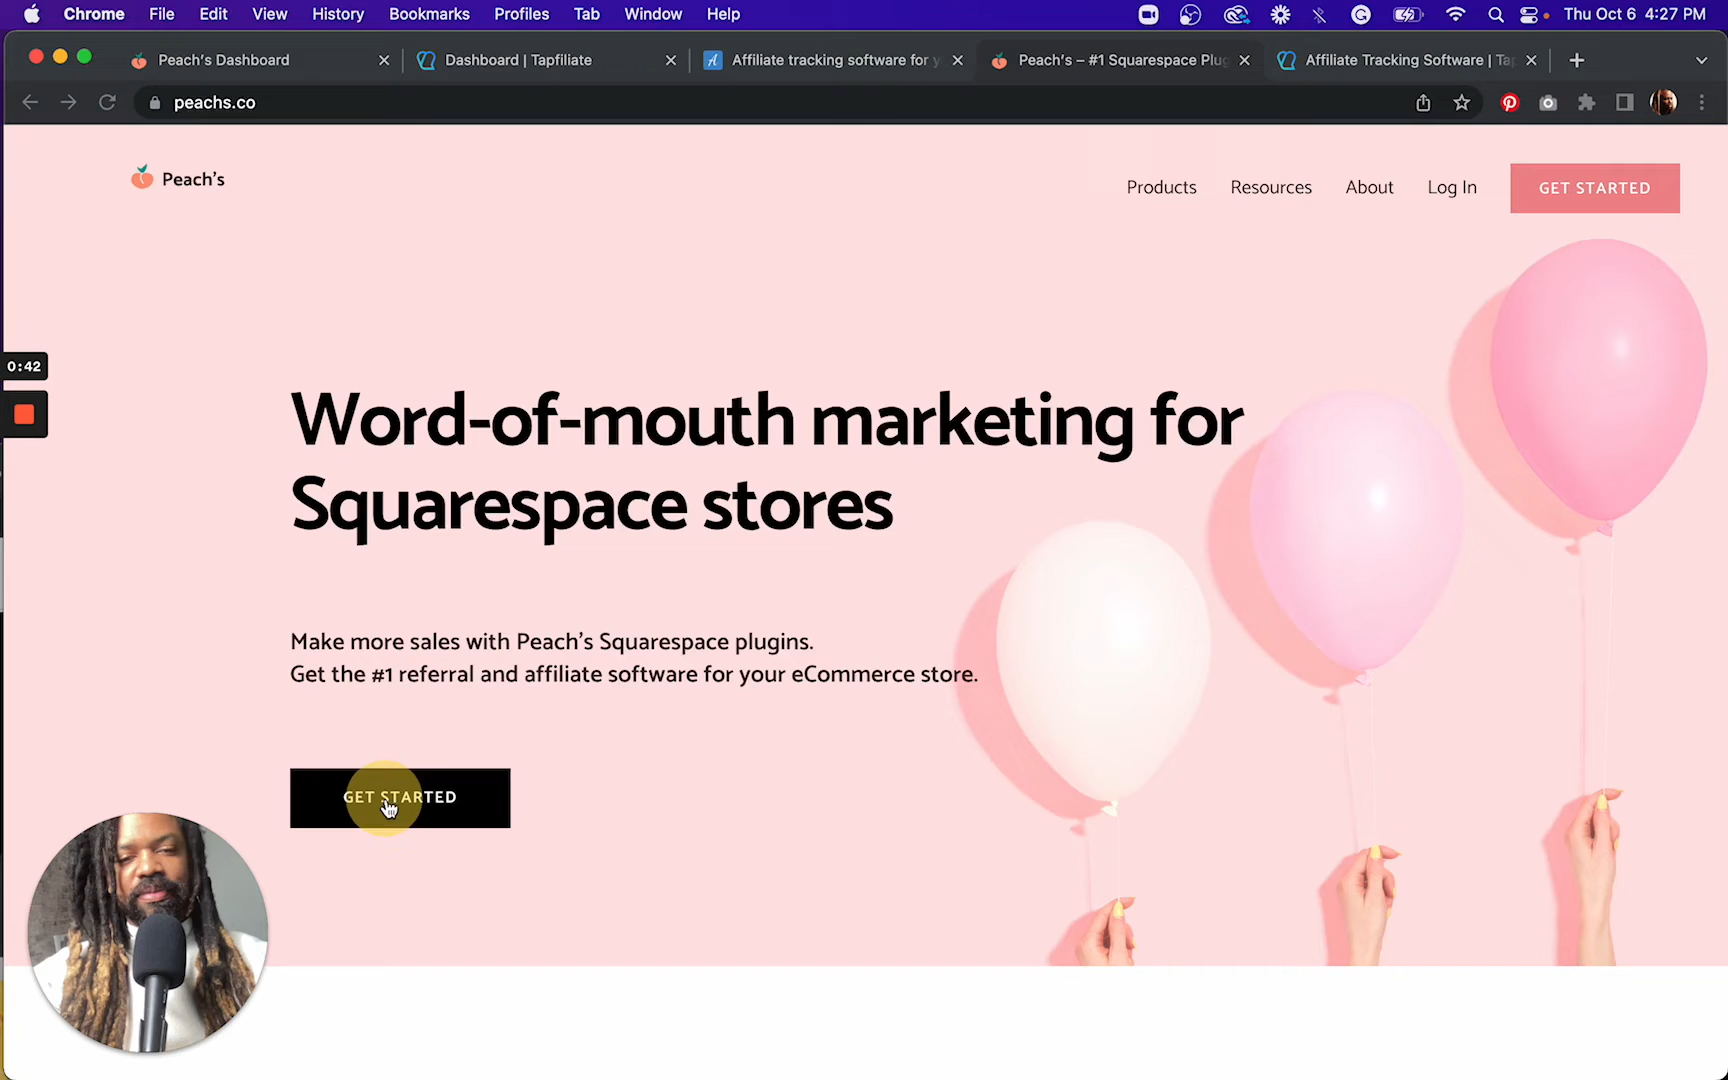 Chrome File Edit View History Bookmarks Profiles Tab Window Help
Thu Oct 6 4:27 PM
Peach's Dashboard
Dashboard | Tapfiliate
Affiliate tracking software for y
Peach's – #1 Squarespace Plug
Affiliate Tracking Software | Tap
peachs.co
Peach's
Products Resources About Log In GET STARTED
0:42
Word-of-mouth marketing for
Squarespace stores
Make more sales with Peach's Squarespace plugins.
Get the #1 referral and affiliate software for your eCommerce store.
GET STARTED